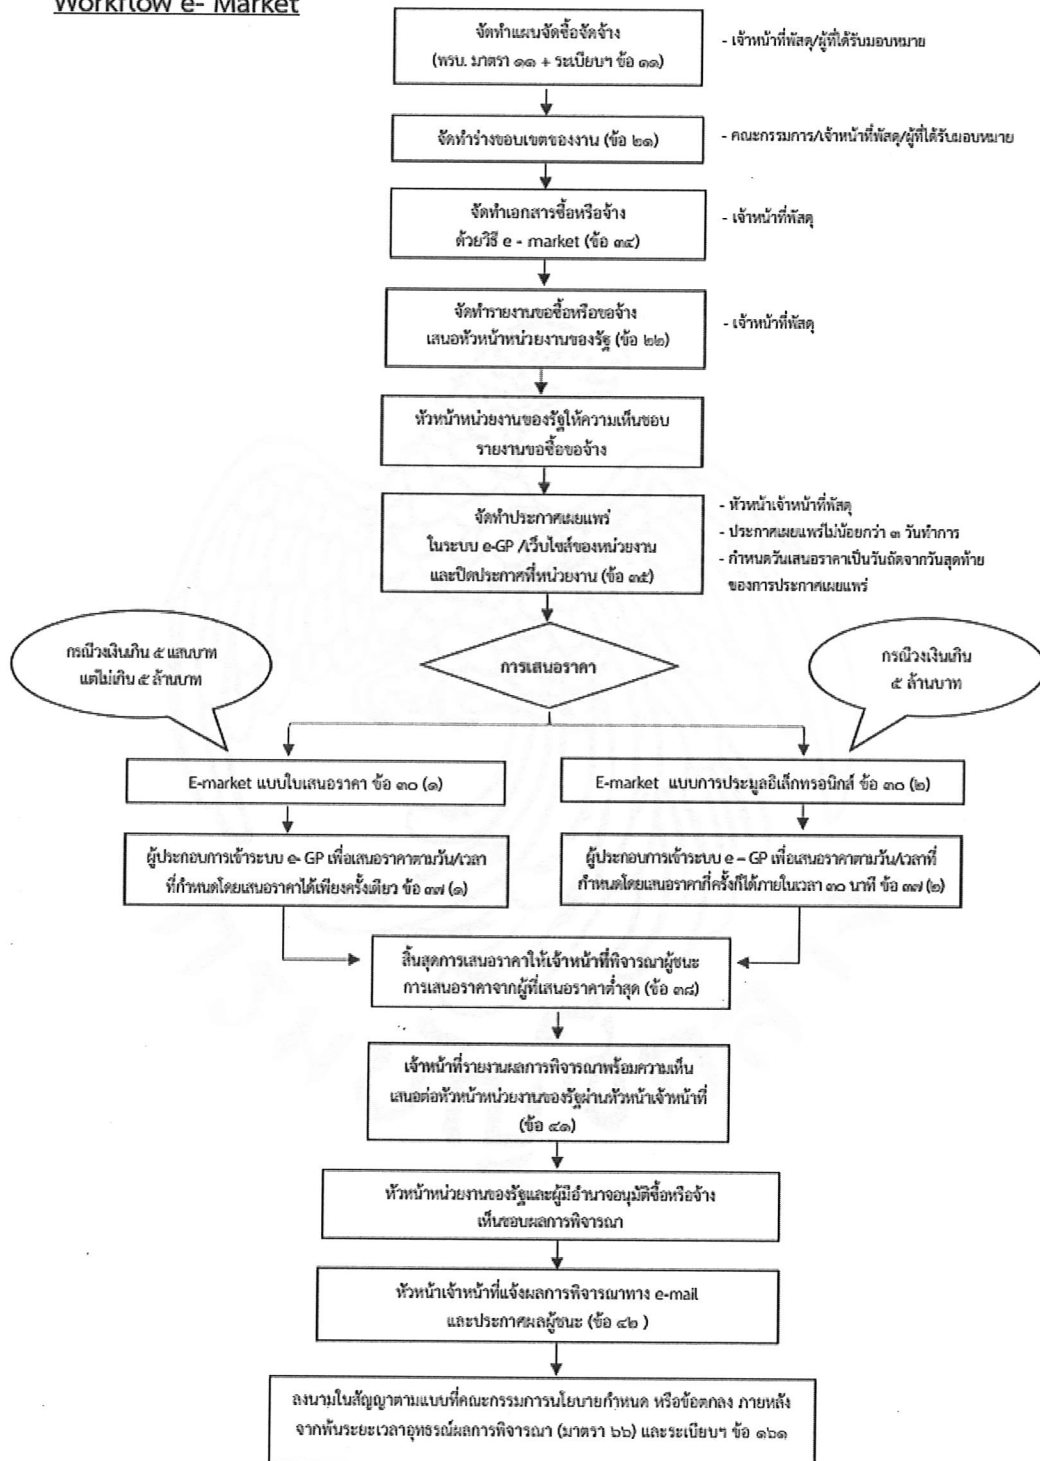 Workflow e- Market
จัดทำแผนจัดซื้อจัดจ้าง
(พรบ. มาตรา ๑๑ + ระเบียบฯ ข้อ ๑๑)
- เจ้าหน้าที่พัสดุ/ผู้ที่ได้รับมอบหมาย
จัดทำร่างขอบเขตของงาน (ข้อ ๒๑)
- คณะกรรมการ/เจ้าหน้าที่พัสดุ/ผู้ที่ได้รับมอบหมาย
จัดทำเอกสารซื้อหรือจ้าง
ด้วยวิธี e - market (ข้อ ๓๔)
- เจ้าหน้าที่พัสดุ
จัดทำรายงานขอซื้อหรือขอจ้าง
เสนอหัวหน้าหน่วยงานของรัฐ (ข้อ ๒๒)
- เจ้าหน้าที่พัสดุ
หัวหน้าหน่วยงานของรัฐให้ความเห็นชอบ
รายงานขอซื้อขอจ้าง
จัดทำประกาศเผยแพร่
ในระบบ e-GP /เว็บไซส์ของหน่วยงาน
และปิดประกาศที่หน่วยงาน (ข้อ ๓๕)
- หัวหน้าเจ้าหน้าที่พัสดุ
- ประกาศเผยแพร่ไม่น้อยกว่า ๓ วันทำการ
- กำหนดวันเสนอราคาเป็นวันถัดจากวันสุดท้าย
ของการประกาศเผยแพร่
กรณีวงเงินเกิน ๕ แสนบาท
แต่ไม่เกิน ๕ ล้านบาท
การเสนอราคา
กรณีวงเงินเกิน
๕ ล้านบาท
E-market แบบใบเสนอราคา ข้อ ๓๐ (๑)
E-market แบบการประมูลอิเล็กทรอนิกส์ ข้อ ๓๐ (๒)
ผู้ประกอบการเข้าระบบ e- GP เพื่อเสนอราคาตามวัน/เวลา
ที่กำหนดโดยเสนอราคาได้เพียงครั้งเดียว ข้อ ๓๗ (๑)
ผู้ประกอบการเข้าระบบ e – GP เพื่อเสนอราคาตามวัน/เวลาที่
กำหนดโดยเสนอราคากี่ครั้งก็ได้ภายในเวลา ๓๐ นาที ข้อ ๓๗ (๒)
สิ้นสุดการเสนอราคาให้เจ้าหน้าที่พิจารณาผู้ชนะ
การเสนอราคาจากผู้ที่เสนอราคาต่ำสุด (ข้อ ๓๘)
เจ้าหน้าที่รายงานผลการพิจารณาพร้อมความเห็น
เสนอต่อหัวหน้าหน่วยงานของรัฐผ่านหัวหน้าเจ้าหน้าที่
(ข้อ ๔๑)
หัวหน้าหน่วยงานของรัฐและผู้มีอำนาจอนุมัติซื้อหรือจ้าง
เห็นชอบผลการพิจารณา
หัวหน้าเจ้าหน้าที่แจ้งผลการพิจารณาทาง e-mail
และประกาศผลผู้ชนะ (ข้อ ๔๒ )
ลงนามในสัญญาตามแบบที่คณะกรรมการนโยบายกำหนด หรือข้อตกลง ภายหลัง
จากพ้นระยะเวลาอุทธรณ์ผลการพิจารณา (มาตรา ๖๖) และระเบียบฯ ข้อ ๑๖๑